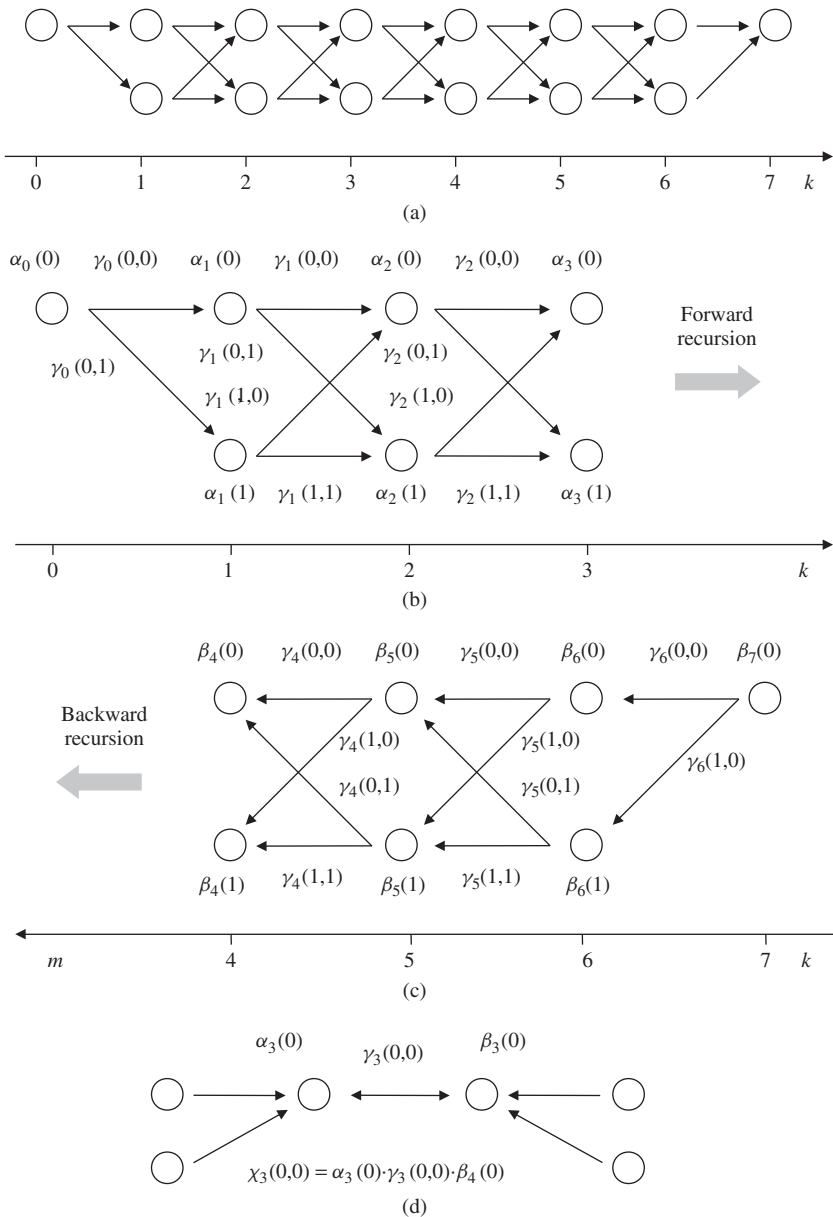 0 1 2 3 4 5 6 7 k
(a)
α₀ (0) γ₀ (0,0) α₁ (0) γ₁ (0,0) α₂ (0) γ₂ (0,0) α₃ (0)
Forward
recursion
γ₀ (0,1) γ₁ (0,1) γ₂ (0,1)
γ₁ (1,0) γ₂ (1,0)
α₁ (1) γ₁ (1,1) α₂ (1) γ₂ (1,1) α₃ (1)
0 1 2 3 k
(b)
β₄(0) γ₄(0,0) β₅(0) γ₅(0,0) β₆(0) γ₆(0,0) β₇(0)
Backward
recursion
γ₄(1,0) γ₅(1,0) γ₆(1,0)
γ₄(0,1) γ₅(0,1)
β₄(1) γ₄(1,1) β₅(1) γ₅(1,1) β₆(1)
m 4 5 6 7 k
(c)
α₃(0) γ₃(0,0) β₃(0)
χ₃(0,0) = α₃(0)·γ₃(0,0)·β₄(0)
(d)